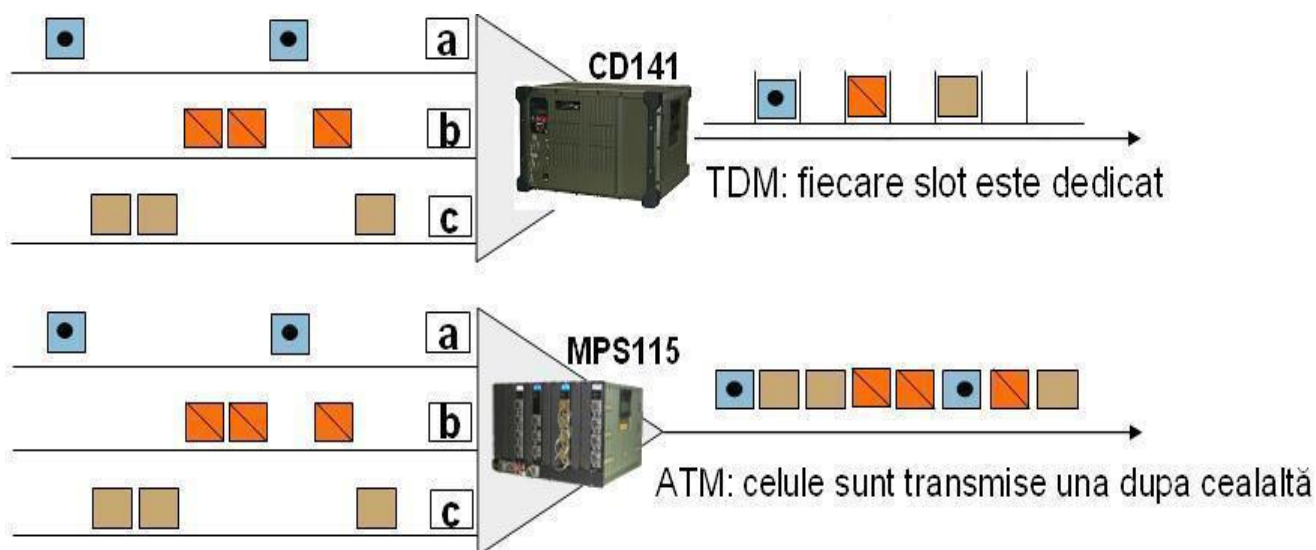 a
CD141
b
c
TDM: fiecare slot este dedicat
a
MPS115
b
c
ATM: celule sunt transmise una dupa cealaltă